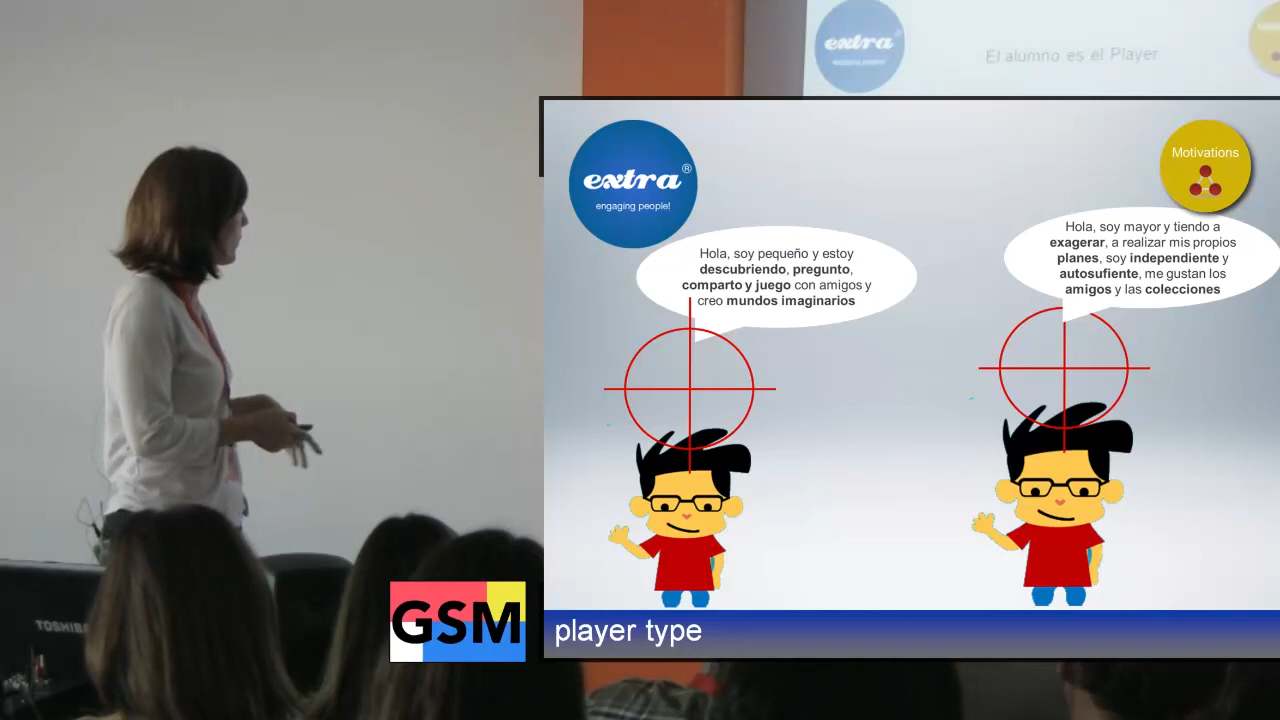 extra
El alumno es el Player
extra®
engaging people!
Motivations
Hola, soy pequeño y estoy
descubriendo, pregunto,
comparto y juego con amigos y
creo mundos imaginarios
Hola, soy mayor y tiendo a
exagerar, a realizar mis propios
planes, soy independiente y
autosufiente, me gustan los
amigos y las colecciones
TOSHIBA
GSM
player type